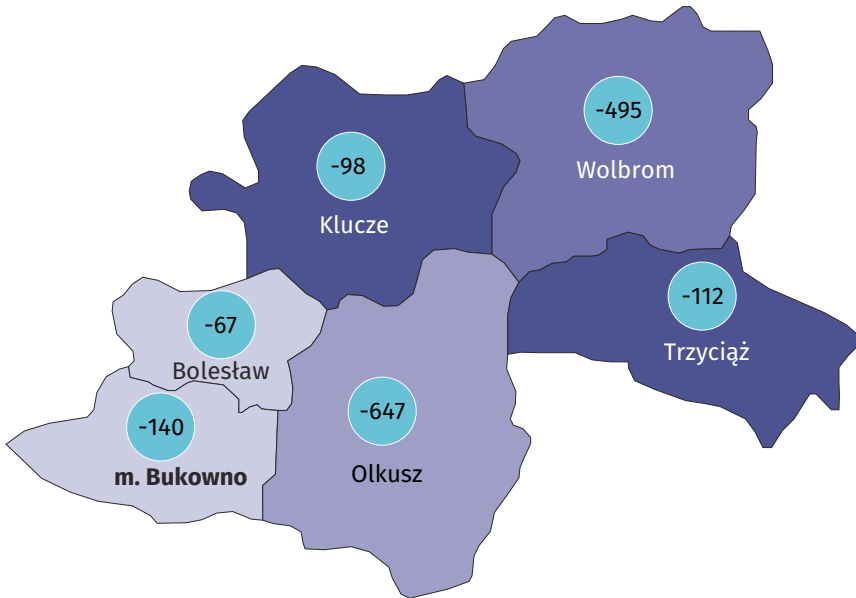 -495
Wolbrom
-98
Klucze
-112
Trzyciąż
-67
Bolesław
-647
Olkusz
-140
m. Bukowno